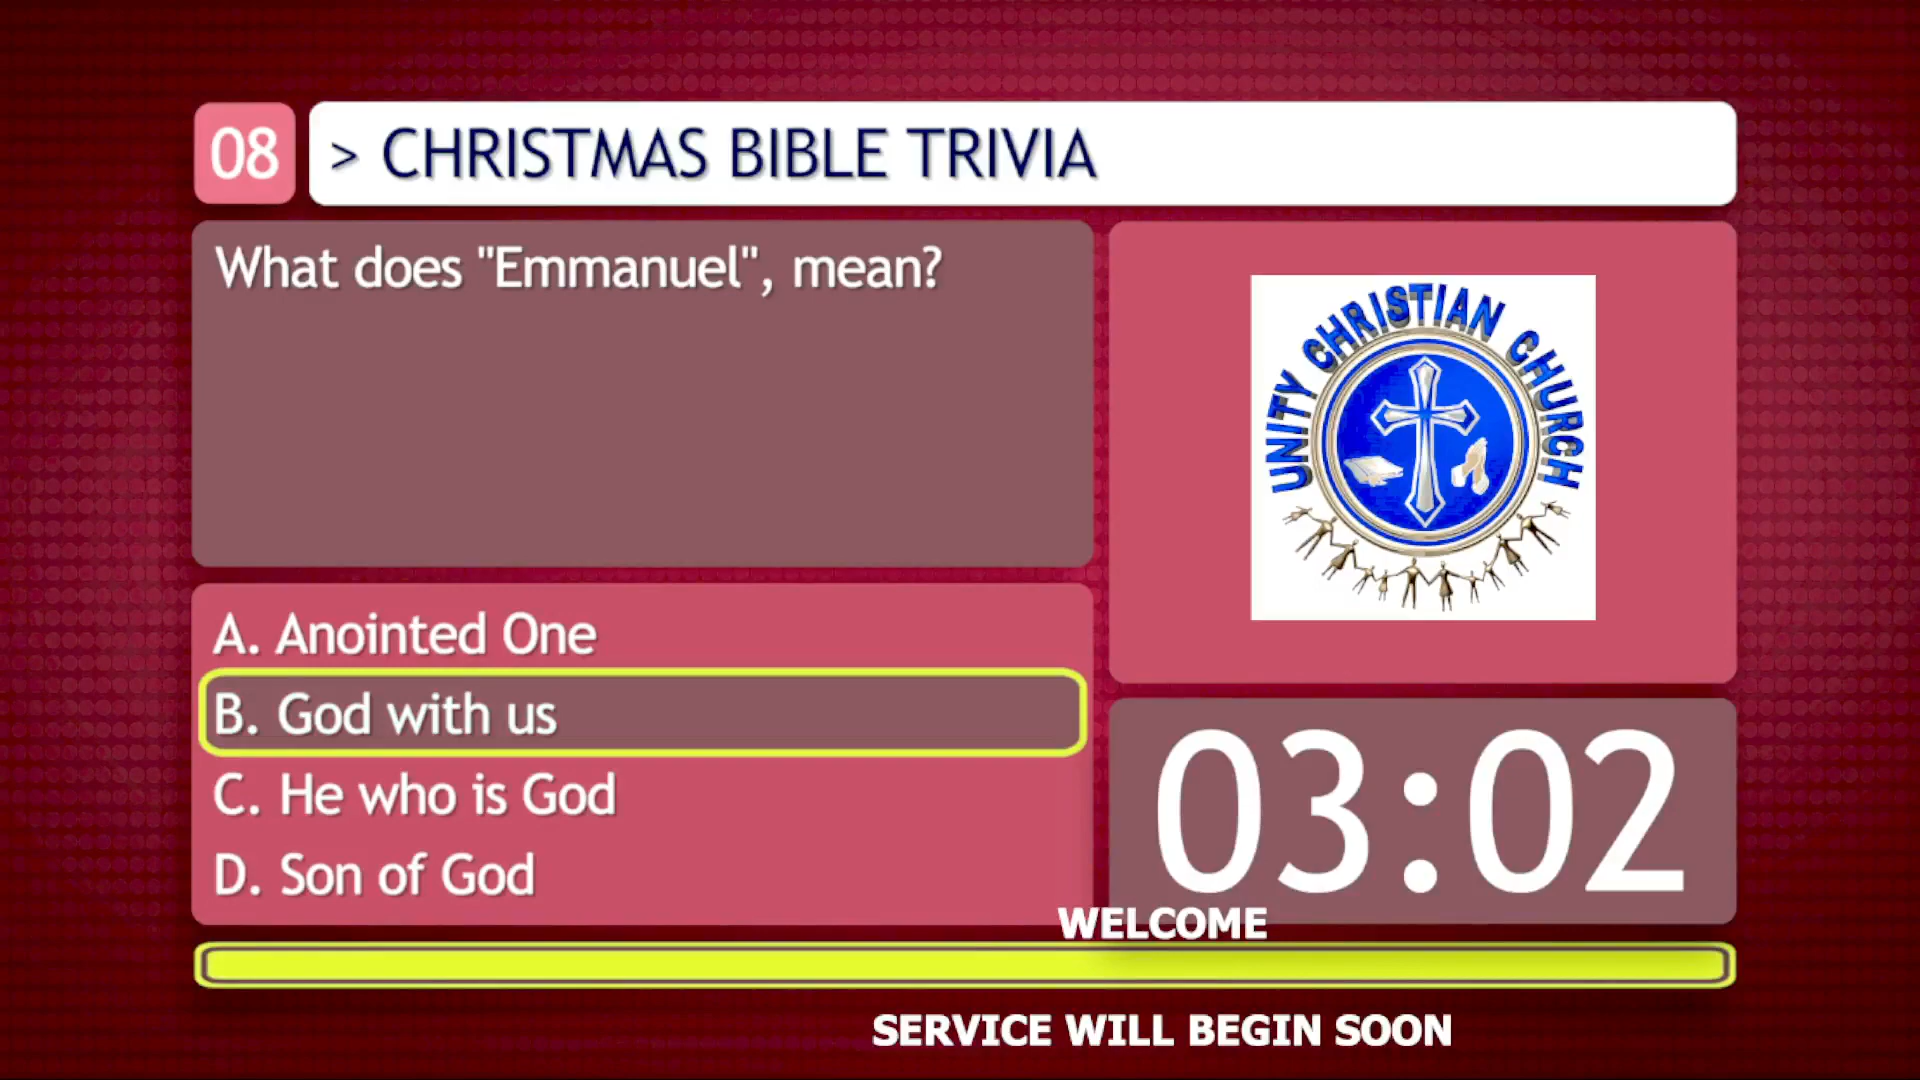 08
> CHRISTMAS BIBLE TRIVIA
What does "Emmanuel", mean?
UNITY CHRISTIAN CHURCH
A. Anointed One
B. God with us
C. He who is God
D. Son of God
03:02
WELCOME
SERVICE WILL BEGIN SOON